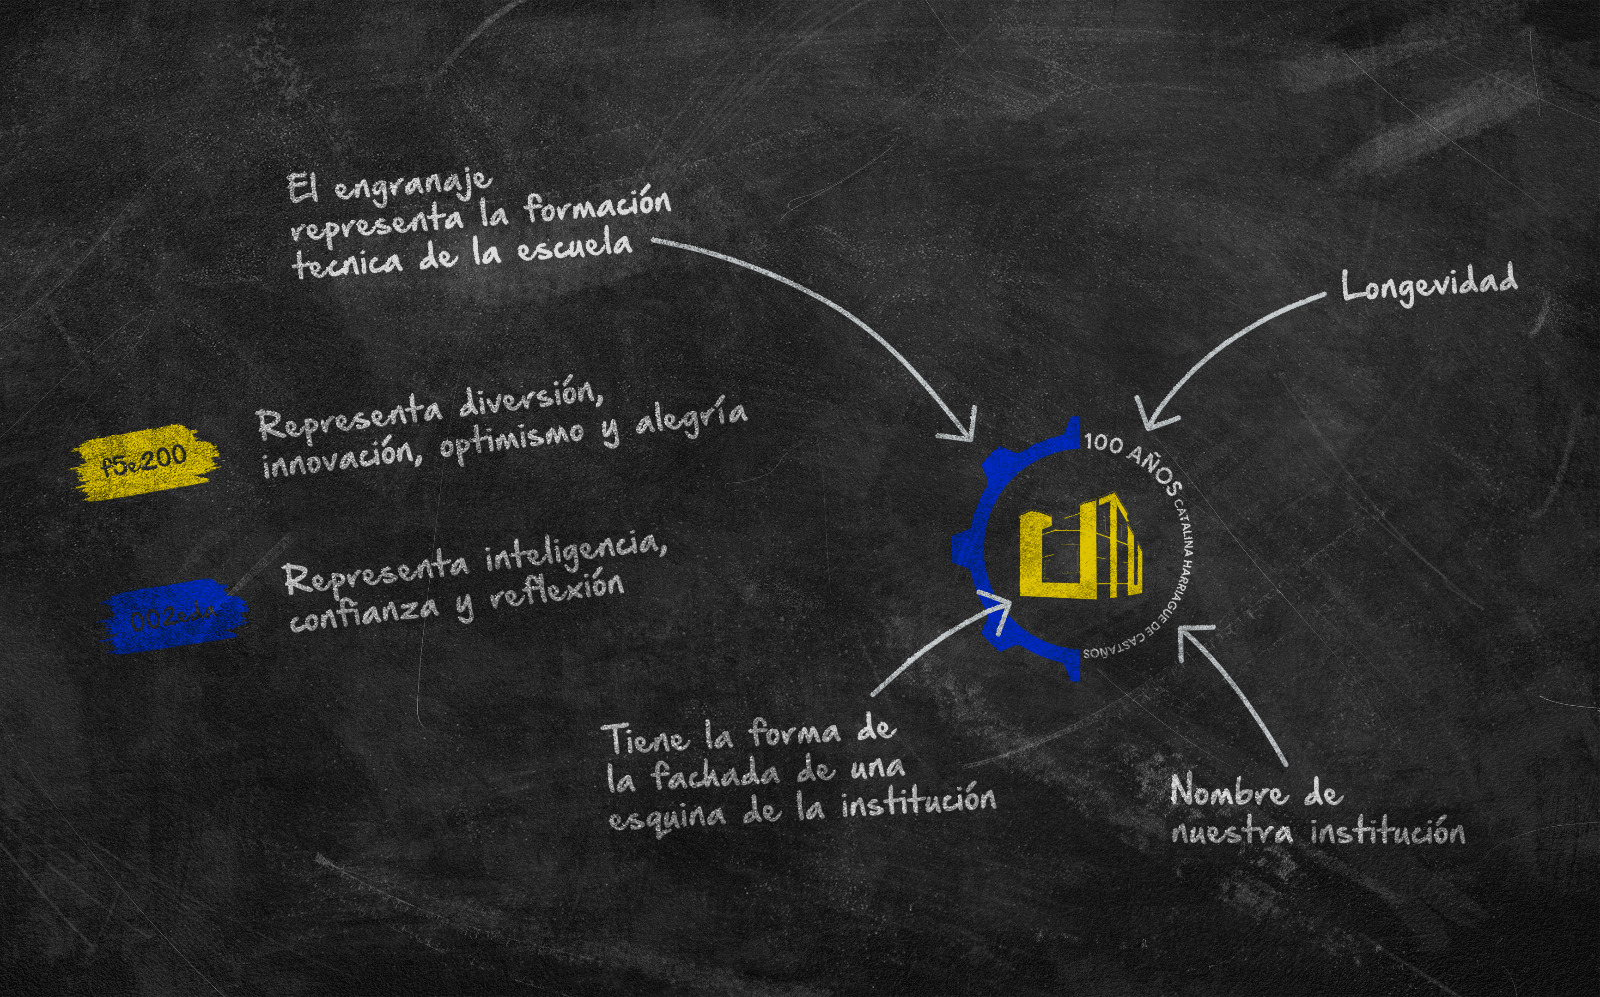 El engranaje
representa la formación
tecnica de la escuela
Longevidad
f5e200
Representa diversión,
innovación, optimismo y alegría
100 AÑOS CATALINA HARRIAGUE DE CASTAÑOS
Representa inteligencia,
confianza y reflexión
Tiene la forma de
la fachada de una
esquina de la institución
Nombre de
nuestra institución